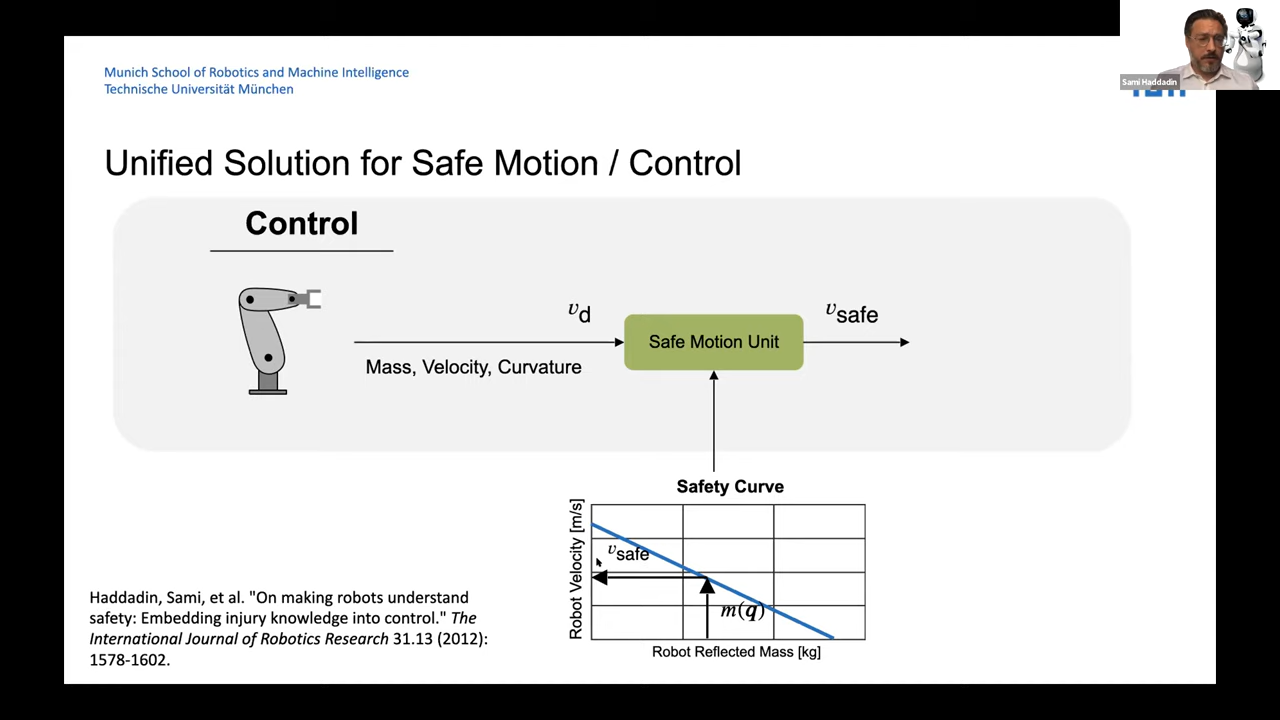 Sami Haddadin
Munich School of Robotics and Machine Intelligence
Technische Universität München
Unified Solution for Safe Motion / Control
Control
v_d
Safe Motion Unit
v_safe
Mass, Velocity, Curvature
Safety Curve
Robot Velocity [m/s]
v_safe
m(q)
Robot Reflected Mass [kg]
Haddadin, Sami, et al. "On making robots understand
safety: Embedding injury knowledge into control." The
International Journal of Robotics Research 31.13 (2012):
1578-1602.